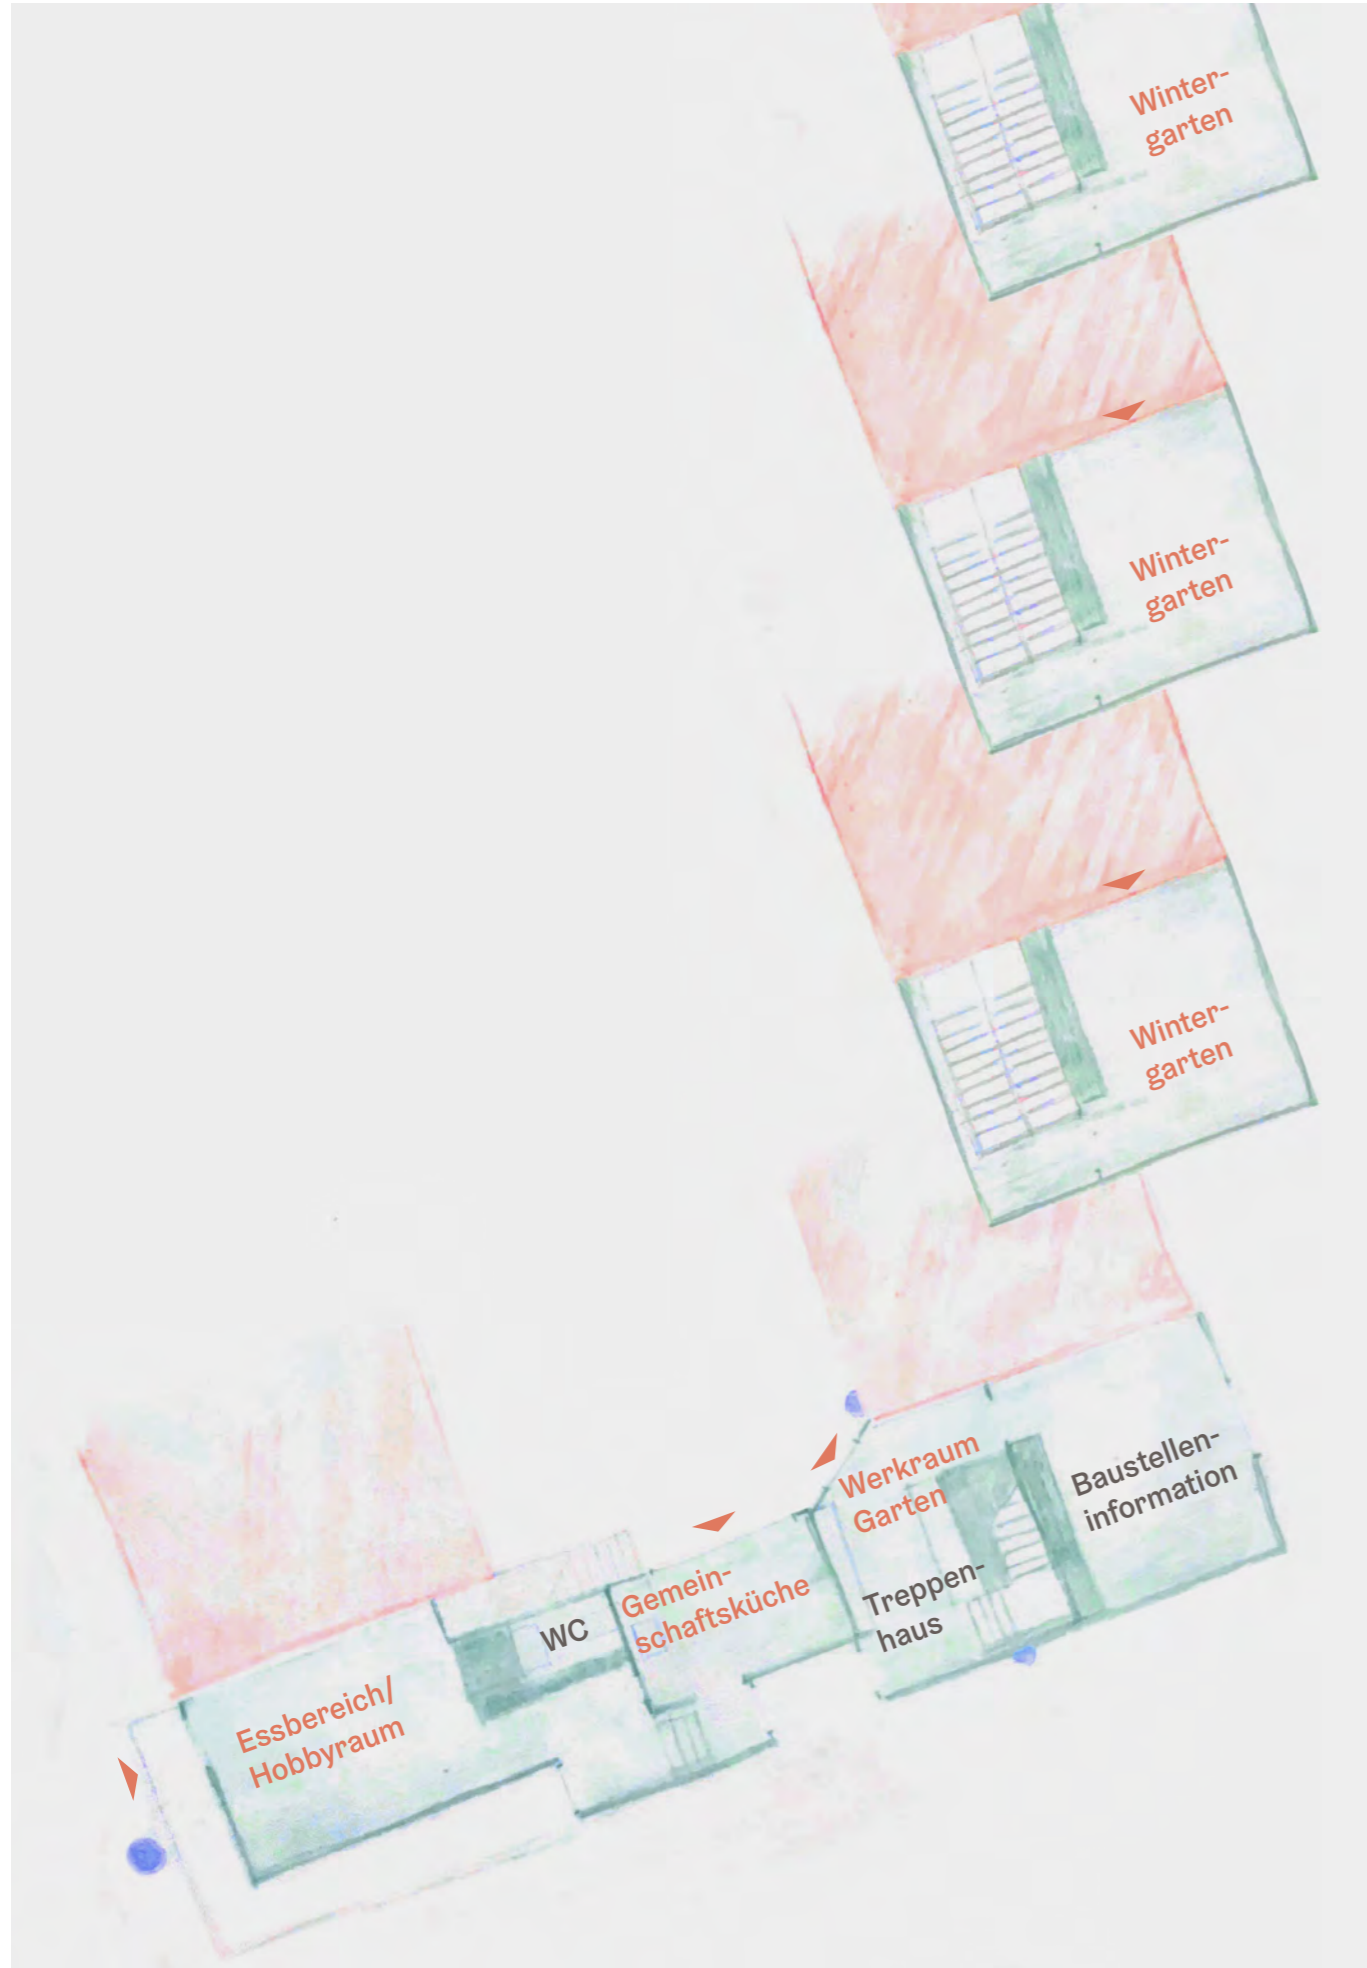 Winter-
garten
Winter-
garten
Winter-
garten
Baustellen-
information
Werkraum
Garten
Treppen-
haus
Gemein-
schaftsküche
WC
Essbereich/
Hobbyraum